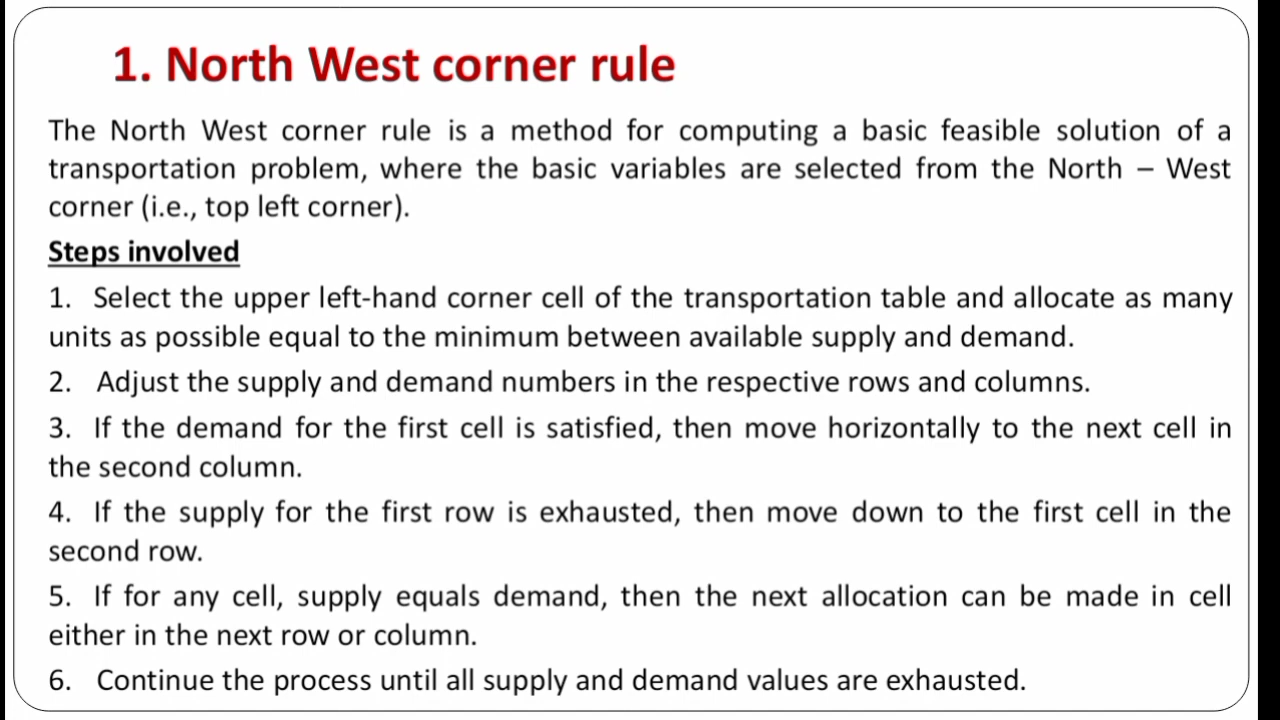 1. North West corner rule
The North West corner rule is a method for computing a basic feasible solution of a
transportation problem, where the basic variables are selected from the North – West
corner (i.e., top left corner).
Steps involved
1. Select the upper left-hand corner cell of the transportation table and allocate as many
units as possible equal to the minimum between available supply and demand.
2. Adjust the supply and demand numbers in the respective rows and columns.
3. If the demand for the first cell is satisfied, then move horizontally to the next cell in
the second column.
4. If the supply for the first row is exhausted, then move down to the first cell in the
second row.
5. If for any cell, supply equals demand, then the next allocation can be made in cell
either in the next row or column.
6. Continue the process until all supply and demand values are exhausted.